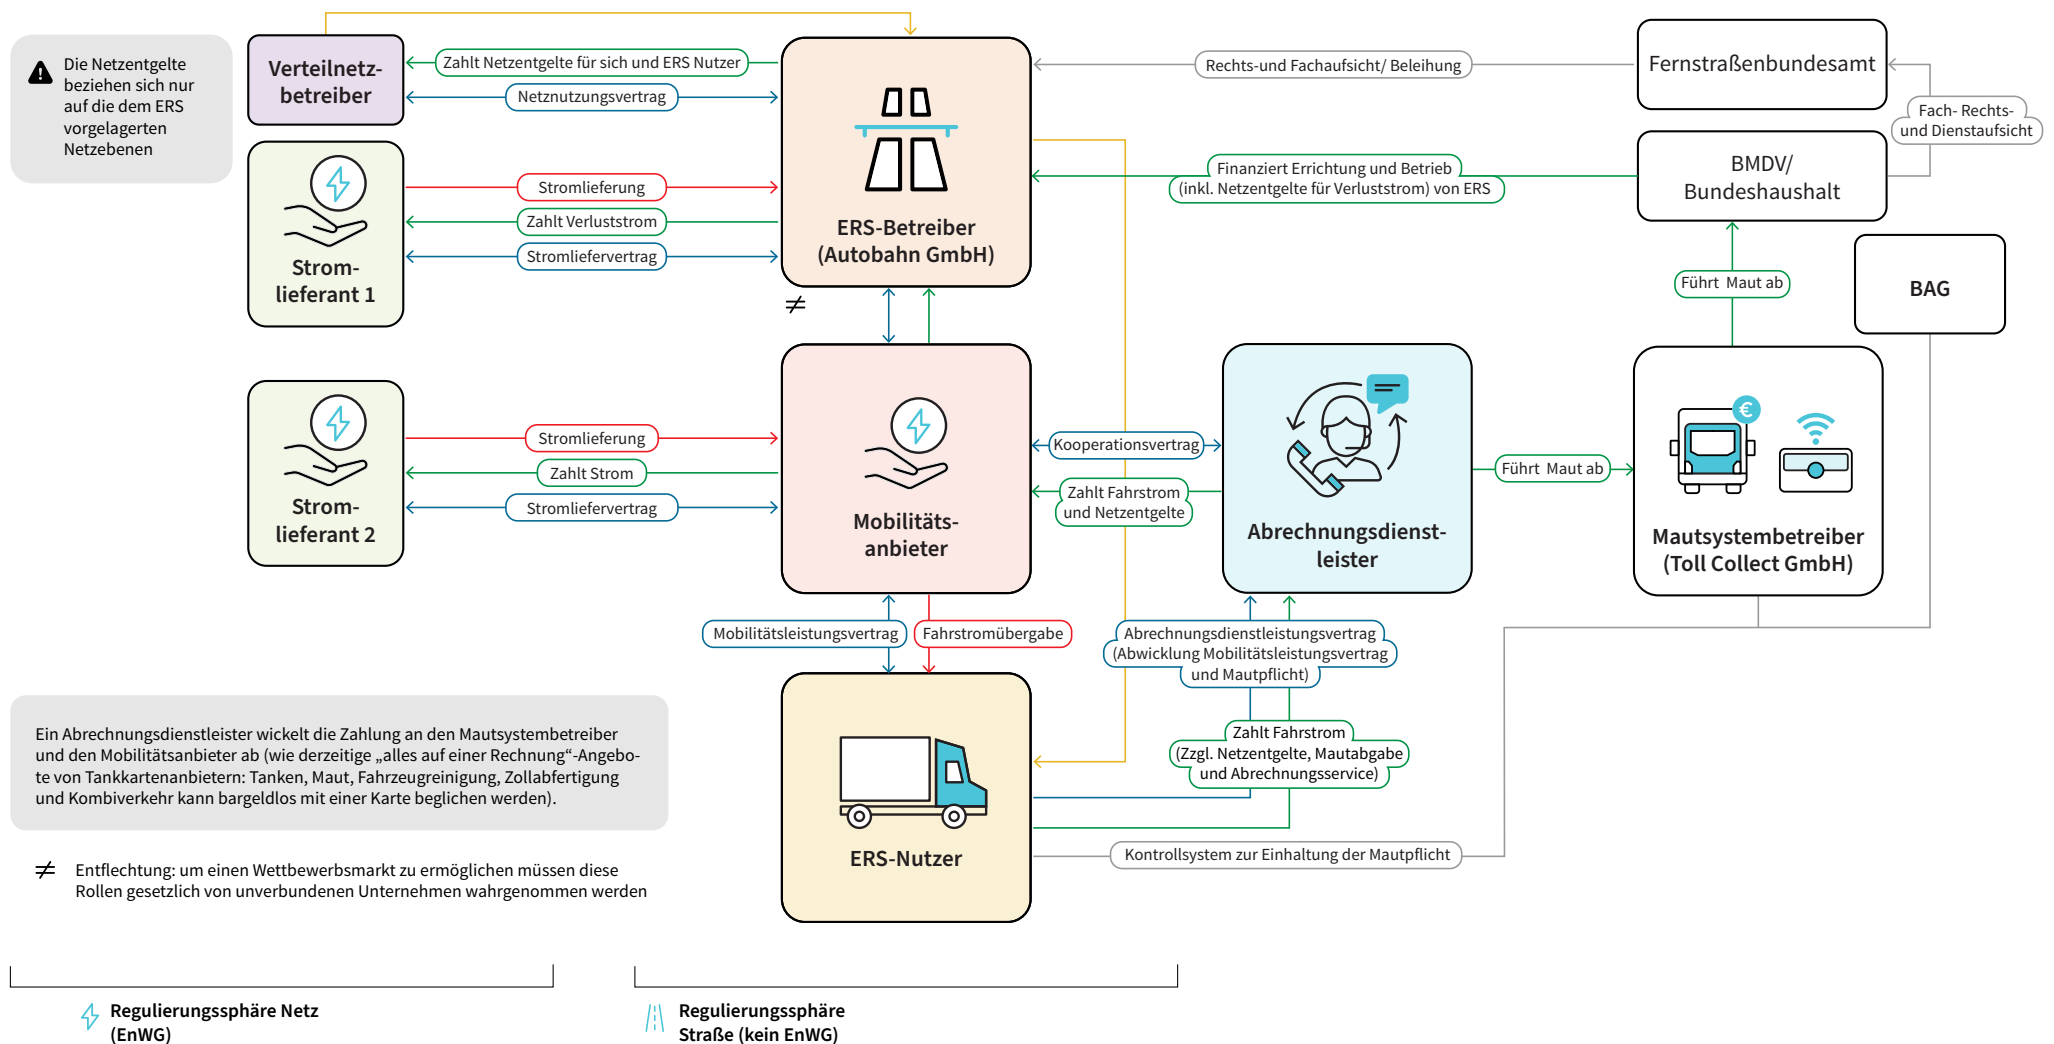 Die Netzentgelte
beziehen sich nur
auf die dem ERS
vorgelagerten
Netzebenen
Verteilnetz-
betreiber
Zahlt Netzentgelte für sich und ERS Nutzer
Netznutzungsvertrag
Strom-
lieferant 1
Stromlieferung
Zahlt Verluststrom
Stromliefervertrag
ERS-Betreiber
(Autobahn GmbH)
Rechts-und Fachaufsicht/ Beleihung
Fernstraßenbundesamt
Fach- Rechts-
und Dienstaufsicht
Finanziert Errichtung und Betrieb
(inkl. Netzentgelte für Verluststrom) von ERS
BMDV/
Bundeshaushalt
Führt Maut ab
BAG
≠
Strom-
lieferant 2
Stromlieferung
Zahlt Strom
Stromliefervertrag
Mobilitäts-
anbieter
Kooperationsvertrag
Zahlt Fahrstrom
und Netzentgelte
Abrechnungsdienst-
leister
Führt Maut ab
€
Mautsystembetreiber
(Toll Collect GmbH)
Mobilitätsleistungsvertrag
Fahrstromübergabe
Abrechnungsdienstleistungsvertrag
(Abwicklung Mobilitätsleistungsvertrag
und Mautpflicht)
Zahlt Fahrstrom
(Zzgl. Netzentgelte, Mautabgabe
und Abrechnungsservice)
ERS-Nutzer
Kontrollsystem zur Einhaltung der Mautpflicht
Ein Abrechnungsdienstleister wickelt die Zahlung an den Mautsystembetreiber
und den Mobilitätsanbieter ab (wie derzeitige „alles auf einer Rechnung“-Angebo-
te von Tankkartenanbietern: Tanken, Maut, Fahrzeugreinigung, Zollabfertigung
und Kombiverkehr kann bargeldlos mit einer Karte beglichen werden).
≠ Entflechtung: um einen Wettbewerbsmarkt zu ermöglichen müssen diese
Rollen gesetzlich von unverbundenen Unternehmen wahrgenommen werden
Regulierungssphäre Netz
(EnWG)
Regulierungssphäre
Straße (kein EnWG)